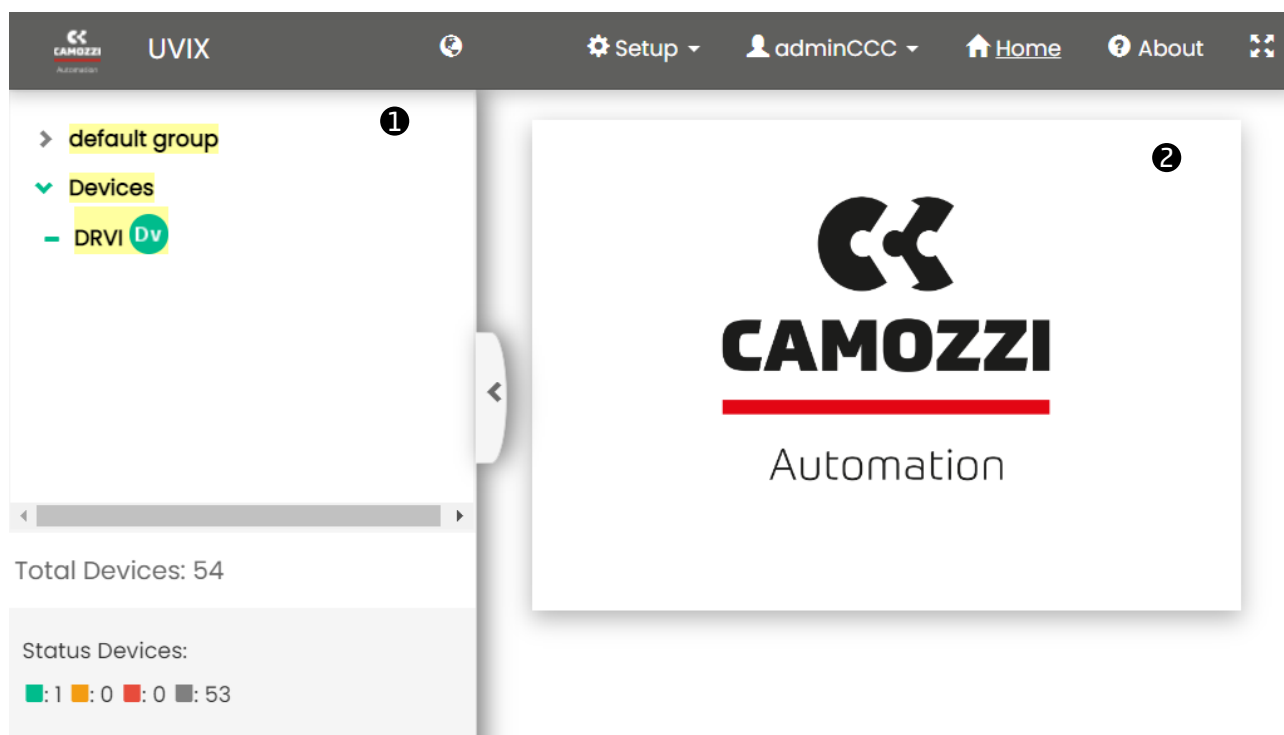 CAMOZZI
Automation
UVIX
Setup
adminCCC
Home
About
❶
default group
Devices
DRVI Dv
Total Devices: 54
Status Devices:
: 1 : 0 : 0 : 53
❷
CAMOZZI
Automation